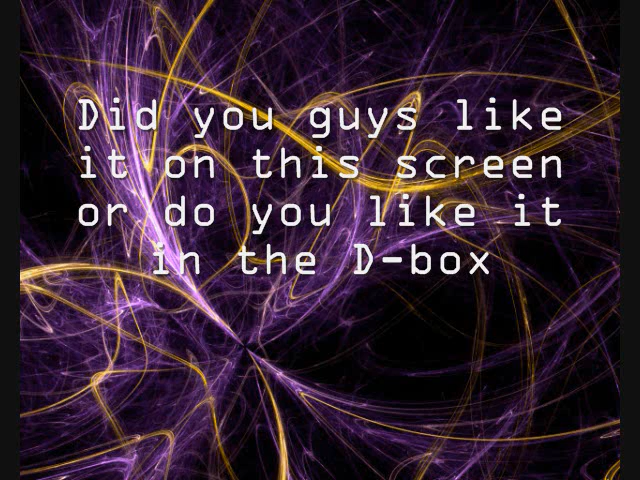 Did you guys like
it on this screen
or do you like it
in the D-box